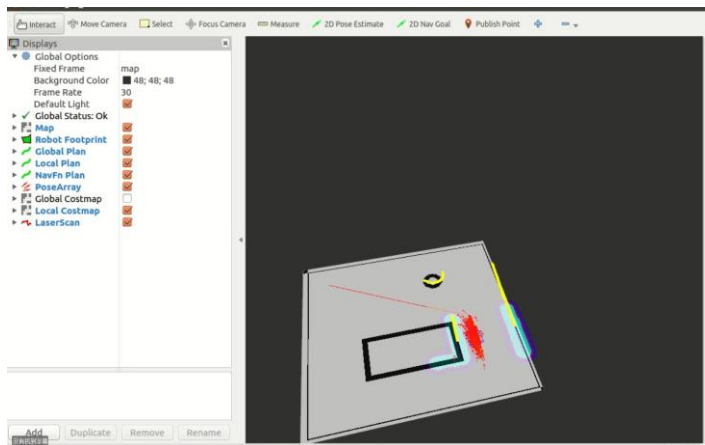 Interact Move Camera Select Focus Camera Measure 2D Pose Estimate 2D Nav Goal Publish Point
Displays
Global Options
Fixed Frame map
Background Color 48; 48; 48
Frame Rate 30
Default Light
Global Status: Ok
Map
Robot Footprint
Global Plan
Local Plan
NavFn Plan
PoseArray
Global Costmap
Local Costmap
LaserScan
Add Duplicate Remove Rename